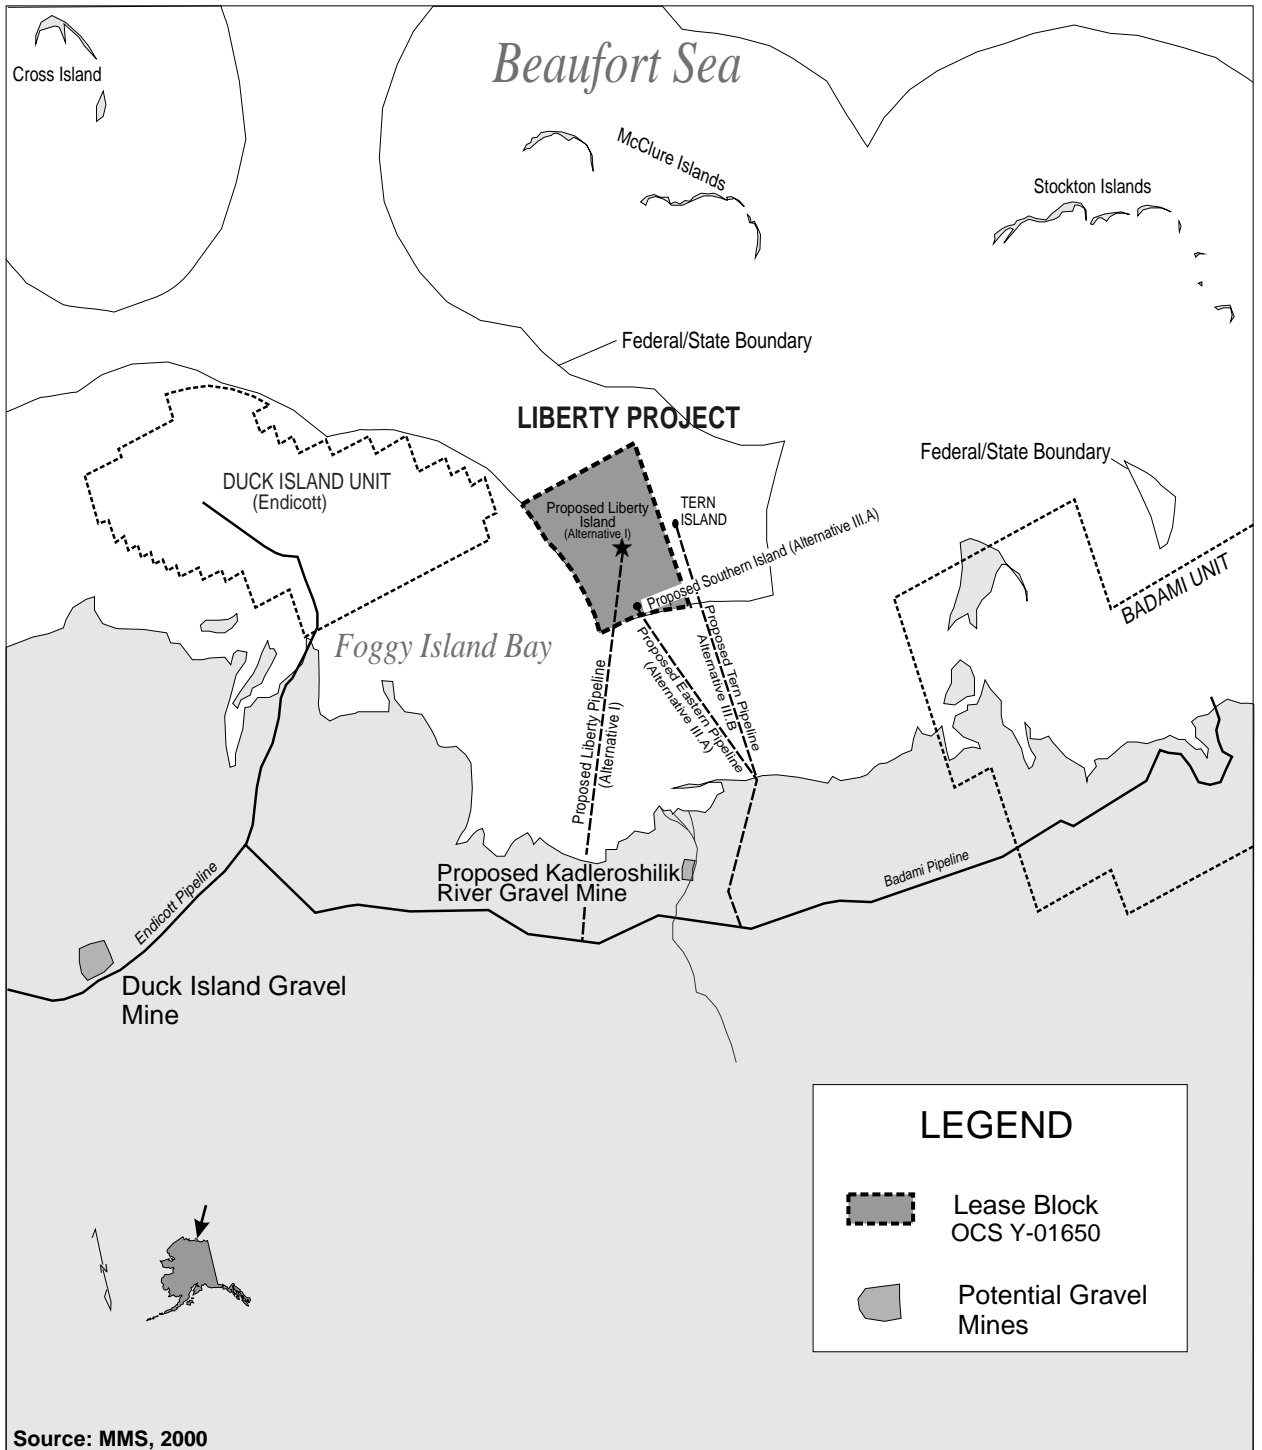 Beaufort Sea
Cross Island
McClure Islands
Stockton Islands
Federal/State Boundary
LIBERTY PROJECT
Federal/State Boundary
DUCK ISLAND UNIT
(Endicott)
Proposed Liberty
Island
(Alternative I)
TERN
ISLAND
Proposed Southern Island (Alternative III.A)
BADAMI UNIT
Foggy Island Bay
Proposed Liberty Pipeline
(Alternative I)
Proposed Eastern Pipeline
(Alternative III.A)
Proposed Tern Pipeline
Alternative III.B
Proposed Kadleroshilik
River Gravel Mine
Badami Pipeline
Endicott Pipeline
Duck Island Gravel
Mine
LEGEND
Lease Block
OCS Y-01650
Potential Gravel
Mines
N
Source: MMS, 2000